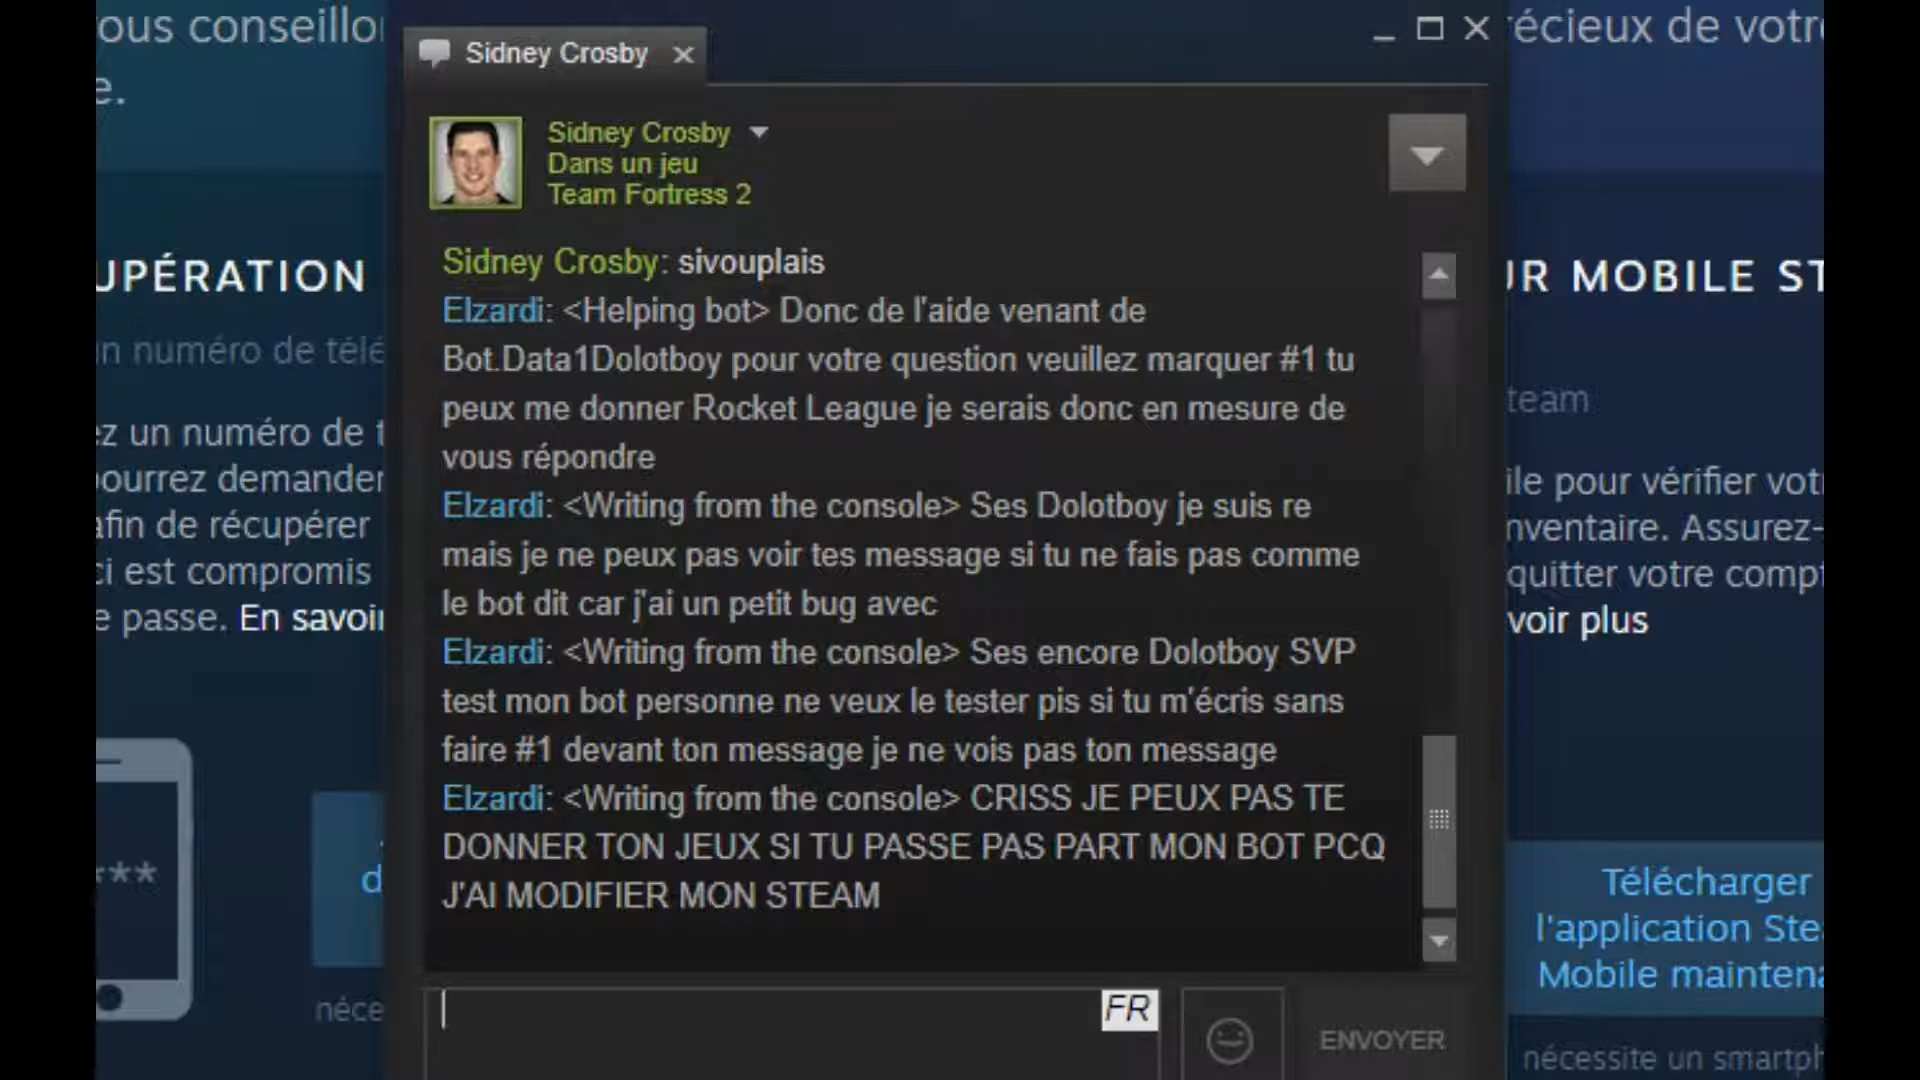 ous conseillo
e.
écieux de votr
Sidney Crosby
Sidney Crosby
Dans un jeu
Team Fortress 2
Sidney Crosby: sivouplais
Elzardi: <Helping bot> Donc de l'aide venant de
Bot.Data1Dolotboy pour votre question veuillez marquer #1 tu
peux me donner Rocket League je serais donc en mesure de
vous répondre
Elzardi: <Writing from the console> Ses Dolotboy je suis re
mais je ne peux pas voir tes message si tu ne fais pas comme
le bot dit car j'ai un petit bug avec
Elzardi: <Writing from the console> Ses encore Dolotboy SVP
test mon bot personne ne veux le tester pis si tu m'écris sans
faire #1 devant ton message je ne vois pas ton message
Elzardi: <Writing from the console> CRISS JE PEUX PAS TE
DONNER TON JEUX SI TU PASSE PAS PART MON BOT PCQ
J'AI MODIFIER MON STEAM
FR
ENVOYER
UPÉRATION
n numéro de télé
ez un numéro de t
pourrez demander
afin de récupérer
ci est compromis
e passe. En savoir
***
d
néce
UR MOBILE ST
team
ile pour vérifier vot
nventaire. Assurez-
quitter votre compt
voir plus
Télécharger
l'application Ste
Mobile maintena
nécessite un smartph